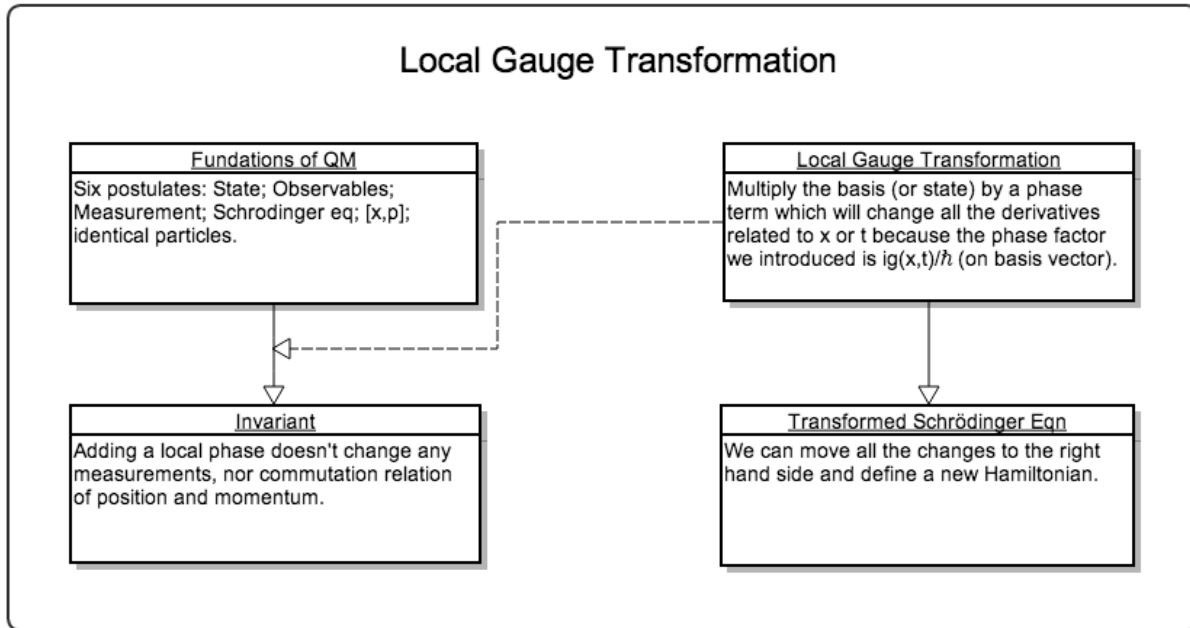 Local Gauge Transformation
Fundations of QM
Six postulates: State; Observables;
Measurement; Schrodinger eq; [x,p];
identical particles.
Local Gauge Transformation
Multiply the basis (or state) by a phase
term which will change all the derivatives
related to x or t because the phase factor
we introduced is ig(x,t)/ℏ (on basis vector).
Invariant
Adding a local phase doesn't change any
measurements, nor commutation relation
of position and momentum.
Transformed Schrödinger Eqn
We can move all the changes to the right
hand side and define a new Hamiltonian.